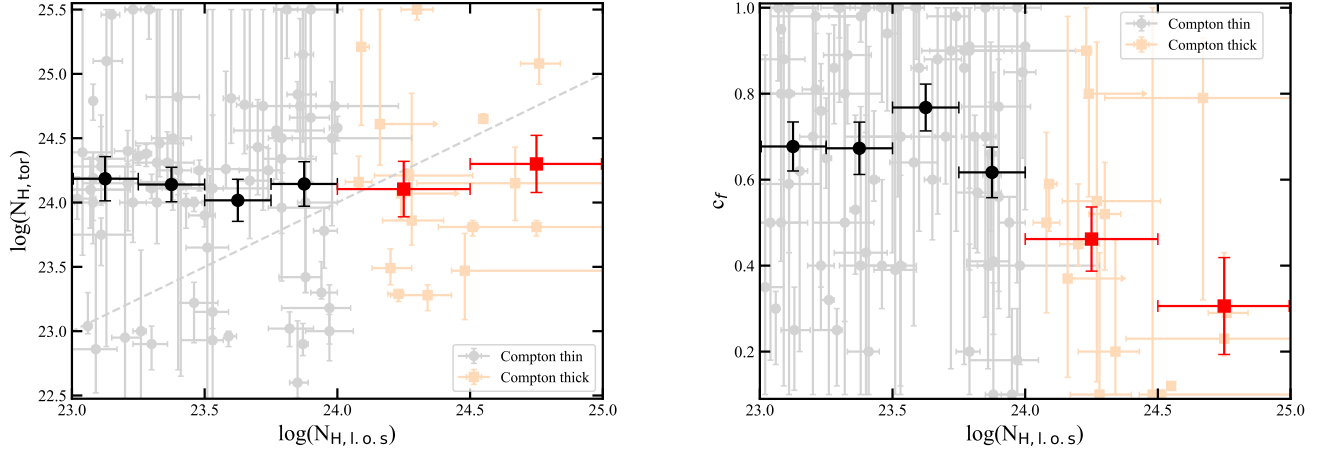 25.5
25.0
24.5
24.0
23.5
23.0
22.5
log(N_H, tor)
Compton thin
Compton thick
23.0 23.5 24.0 24.5 25.0
log(N_H, l.o.s)
1.0
0.8
0.6
0.4
0.2
c_f
Compton thin
Compton thick
23.0 23.5 24.0 24.5 25.0
log(N_H, l.o.s)